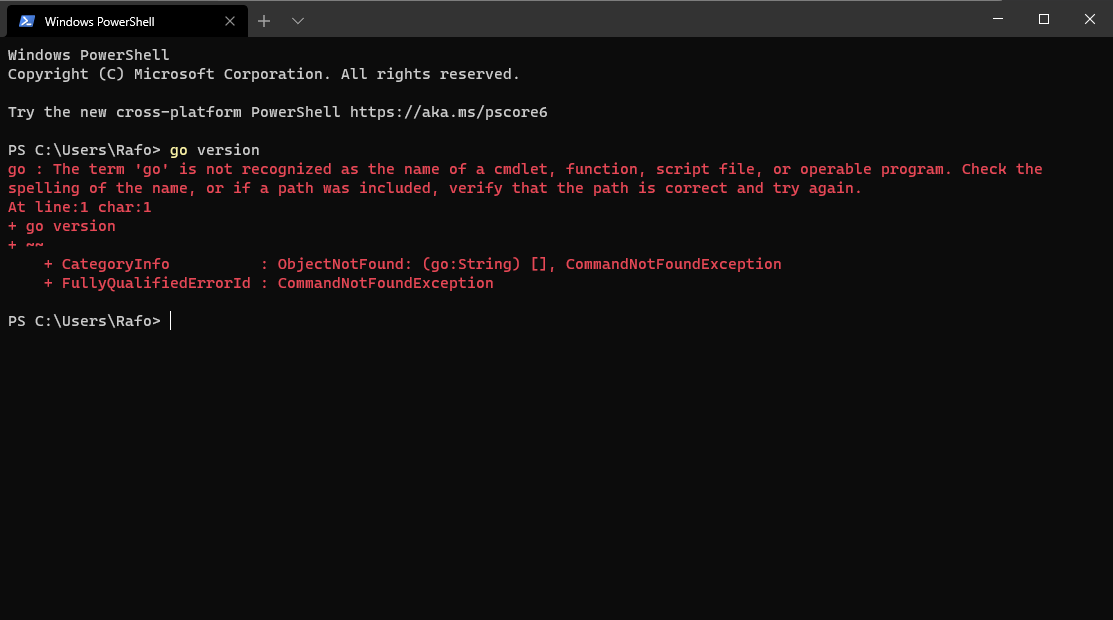 Windows PowerShell
Windows PowerShell
Copyright (C) Microsoft Corporation. All rights reserved.
Try the new cross-platform PowerShell https://aka.ms/pscore6
PS C:\Users\Rafo> go version
go : The term 'go' is not recognized as the name of a cmdlet, function, script file, or operable program. Check the
spelling of the name, or if a path was included, verify that the path is correct and try again.
At line:1 char:1
+ go version
+ ~~
    + CategoryInfo          : ObjectNotFound: (go:String) [], CommandNotFoundException
    + FullyQualifiedErrorId : CommandNotFoundException
PS C:\Users\Rafo>